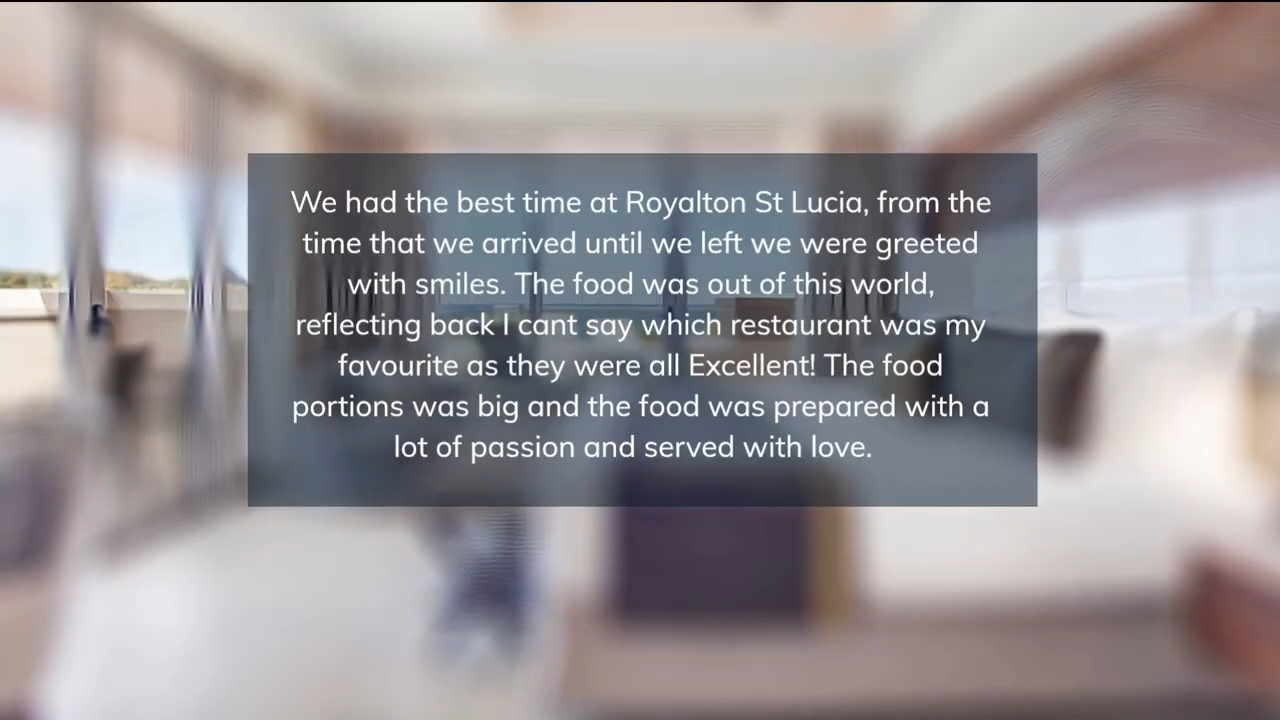 We had the best time at Royalton St Lucia, from the
time that we arrived until we left we were greeted
with smiles. The food was out of this world,
reflecting back I cant say which restaurant was my
favourite as they were all Excellent! The food
portions was big and the food was prepared with a
lot of passion and served with love.